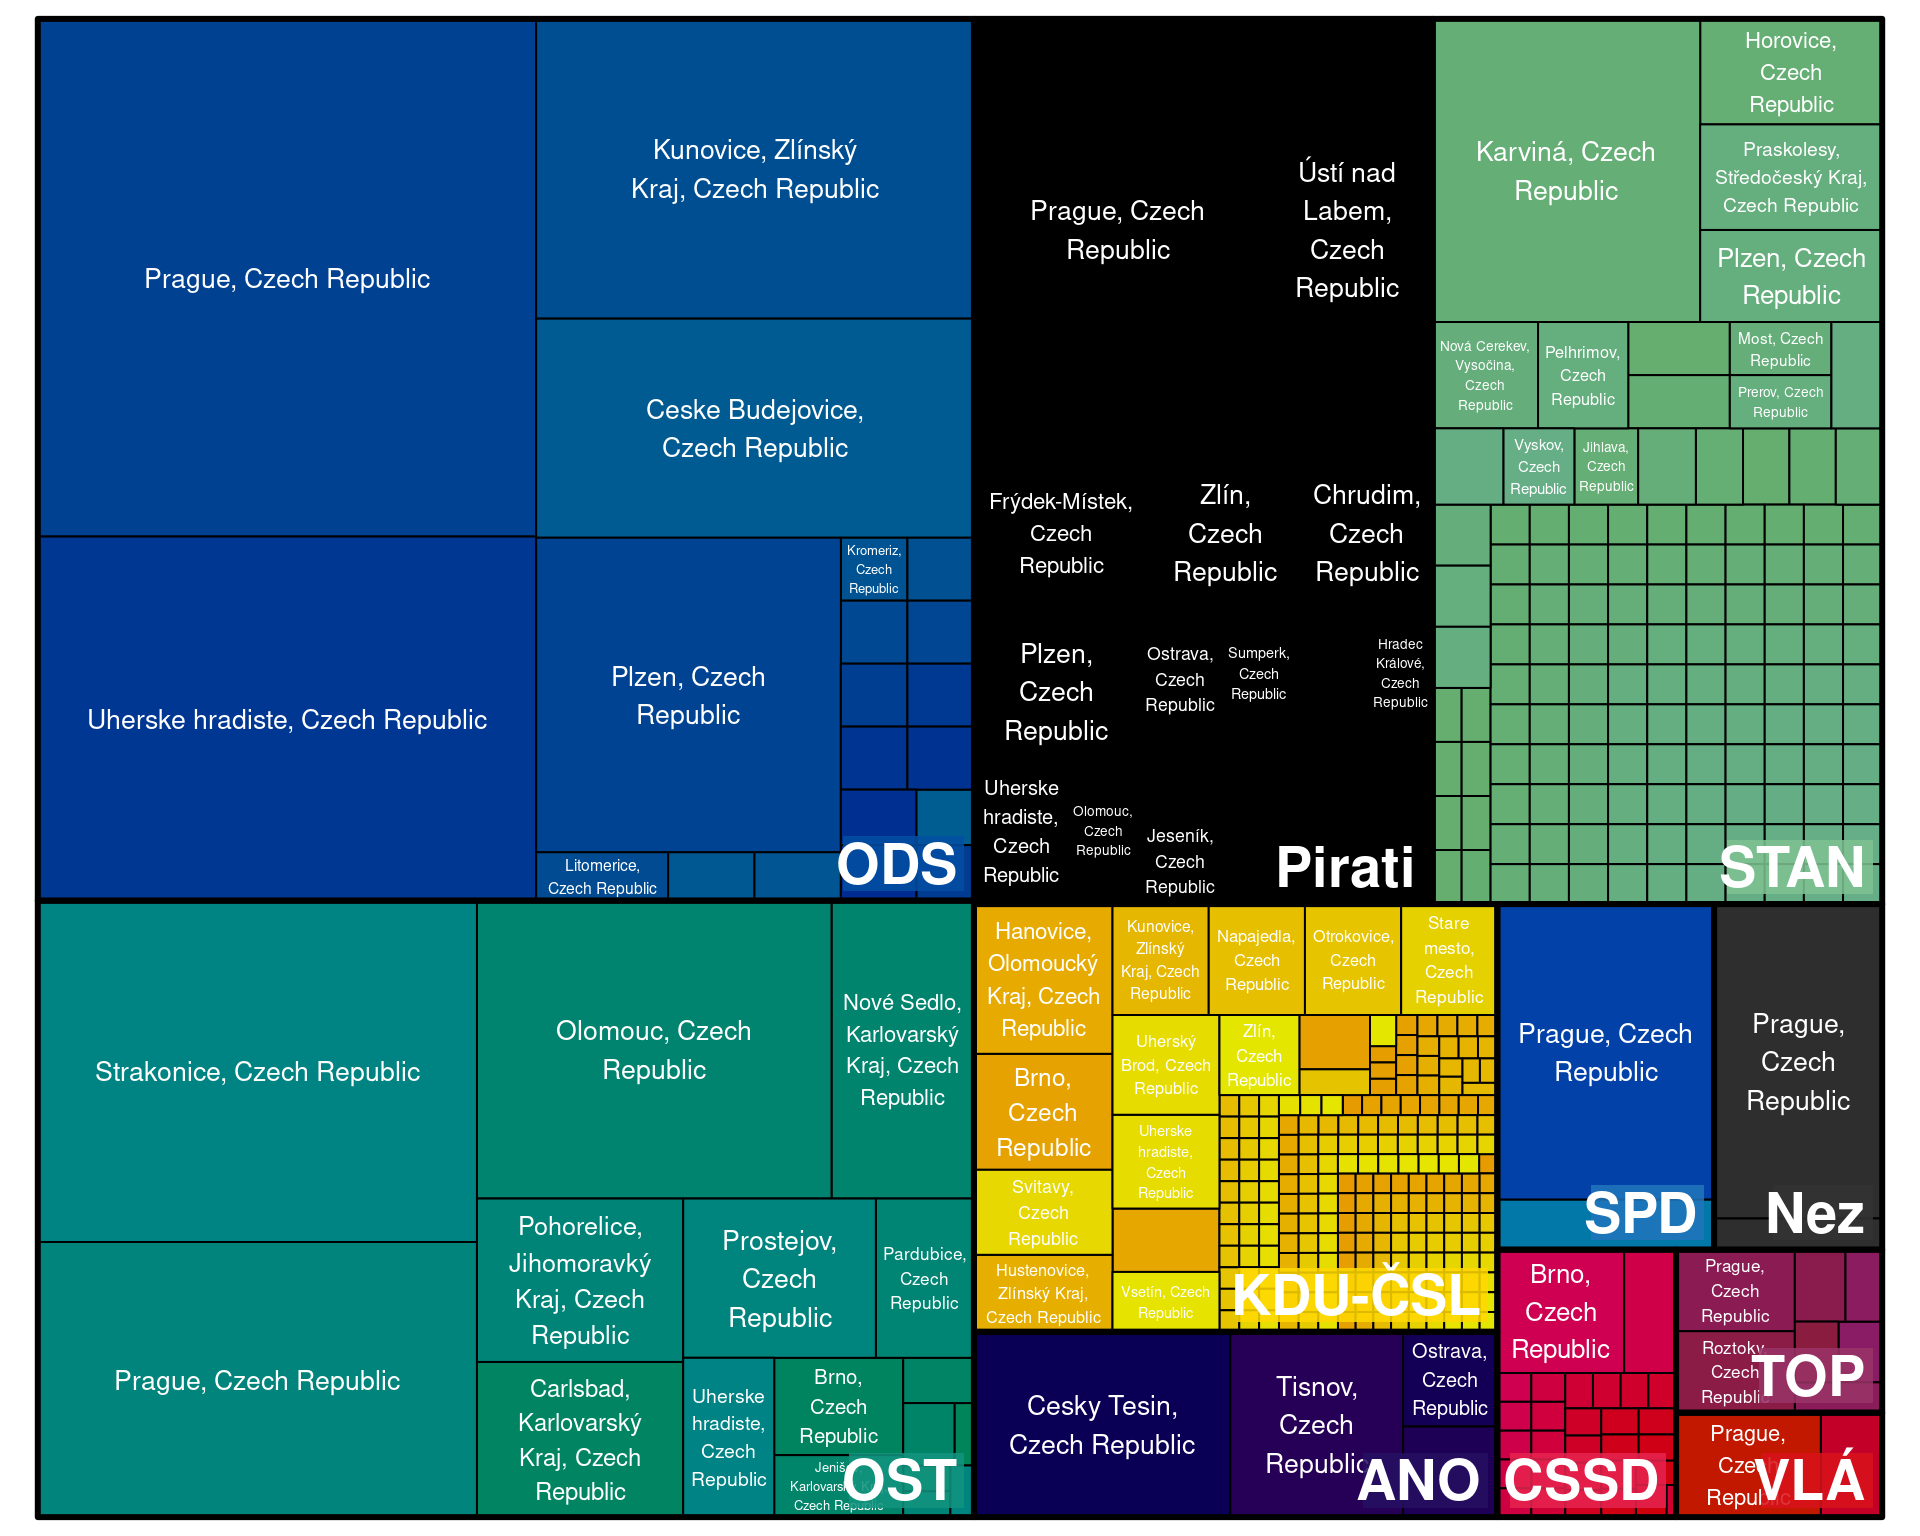 Prague, Czech Republic
Kunovice, Zlínský
Kraj, Czech Republic
Ceske Budejovice,
Czech Republic
Uherske hradiste, Czech Republic
Plzen, Czech
Republic
Kromeriz,
Czech
Republic
Litomerice,
Czech Republic
ODS
Prague, Czech
Republic
Ústí nad
Labem,
Czech
Republic
Frýdek-Místek,
Czech
Republic
Zlín,
Czech
Republic
Chrudim,
Czech
Republic
Plzen,
Czech
Republic
Ostrava,
Czech
Republic
Sumperk,
Czech
Republic
Hradec
Králové,
Czech
Republic
Uherske
hradiste,
Czech
Republic
Olomouc,
Czech
Republic
Jeseník,
Czech
Republic
Pirati
Karviná, Czech
Republic
Horovice,
Czech
Republic
Praskolesy,
Středočeský Kraj,
Czech Republic
Plzen, Czech
Republic
Nová Cerekev,
Vysočina,
Czech
Republic
Pelhrimov,
Czech
Republic
Most, Czech
Republic
Prerov, Czech
Republic
Vyskov,
Czech
Republic
Jihlava,
Czech
Republic
STAN
Strakonice, Czech Republic
Prague, Czech Republic
Olomouc, Czech
Republic
Nové Sedlo,
Karlovarský
Kraj, Czech
Republic
Pohorelice,
Jihomoravký
Kraj, Czech
Republic
Prostejov,
Czech
Republic
Pardubice,
Czech
Republic
Carlsbad,
Karlovarský
Kraj, Czech
Republic
Uherske
hradiste,
Czech
Republic
Brno,
Czech
Republic
Czech Republic
OST
Hanovice,
Olomoucký
Kraj, Czech
Republic
Kunovice,
Zlínský
Kraj, Czech
Republic
Napajedla,
Czech
Republic
Otrokovice,
Czech
Republic
Stare
mesto,
Czech
Republic
Brno,
Czech
Republic
Uherský
Brod, Czech
Republic
Zlín,
Czech
Republic
Svitavy,
Czech
Republic
Uherske
hradiste,
Czech
Republic
Hustenovice,
Zlínský Kraj,
Czech Republic
Vsetín, Czech
Republic
KDU-ČSL
Cesky Tesin,
Czech Republic
Tisnov,
Czech
Republic
Ostrava,
Czech
Republic
ANO
Prague, Czech
Republic
SPD
Prague,
Czech
Republic
Nez
Brno,
Czech
Republic
CSSD
Prague,
Czech
Republic
Roztoky,
Czech
Republic
TOP
Prague,
Czech
Republic
VLÁ